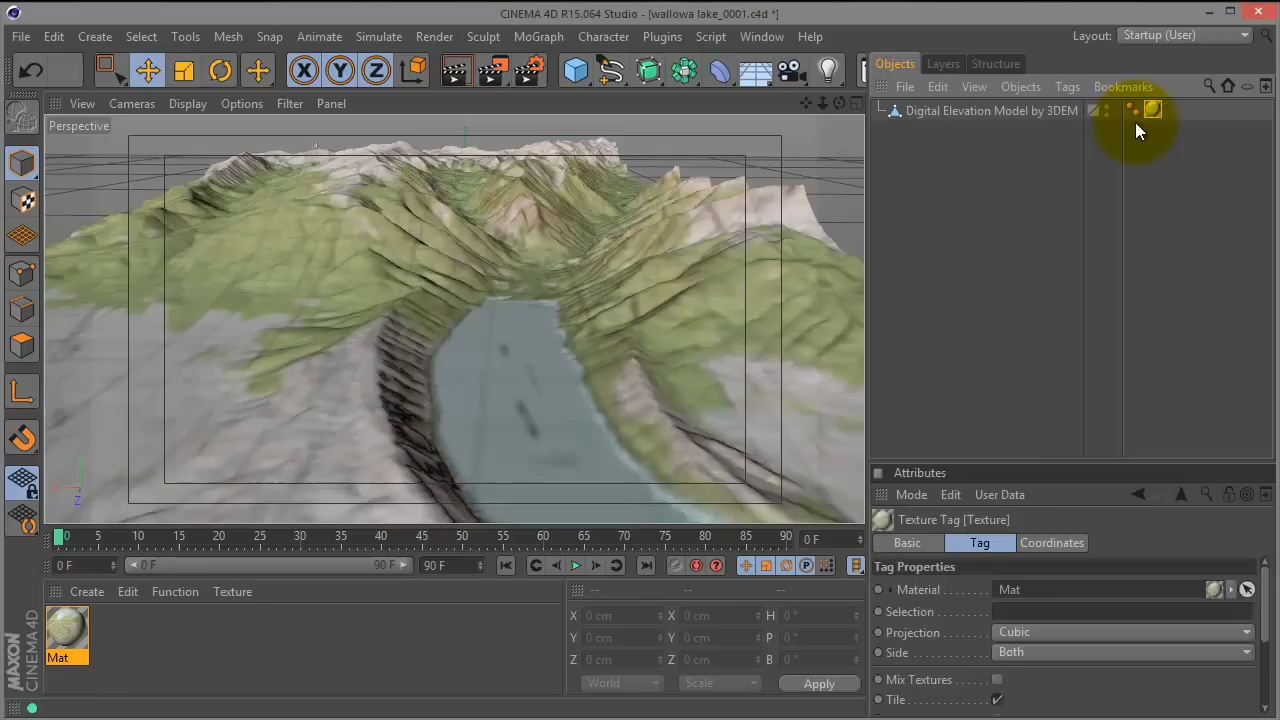 CINEMA 4D R15.064 Studio - [wallowa lake_0001.c4d *]
File Edit Create Select Tools Mesh Snap Animate Simulate Render Sculpt MoGraph Character Plugins Script Window Help
Layout: Startup (User)
X Y Z
Objects Layers Structure
File Edit View Objects Tags Bookmarks
View Cameras Display Options Filter Panel
Perspective
Digital Elevation Model by 3DEM
Attributes
Mode Edit User Data
Texture Tag [Texture]
Basic Tag Coordinates
Tag Properties
Material Mat
Selection
Projection Cubic
Side Both
Mix Textures
Tile
0 5 10 15 20 25 30 35 40 45 50 55 60 65 70 75 80 85 90 0 F
0 F 0 F 90 F 90 F
P
Create Edit Function Texture
Mat
-- -- --
X 0 cm X 0 cm H 0 °
Y 0 cm Y 0 cm P 0 °
Z 0 cm Z 0 cm B 0 °
World Scale Apply
MAXON
CINEMA 4D
Y
Z